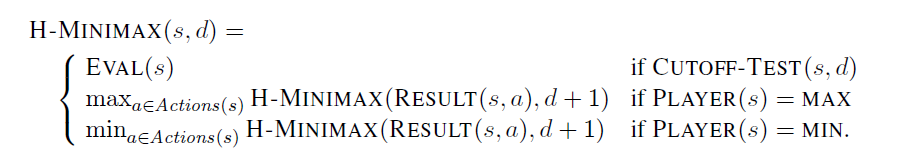 H-MINIMAX(s, d) =
EVAL(s) if CUTOFF-TEST(s, d)
max_{a∈Actions(s)} H-MINIMAX(RESULT(s, a), d + 1) if PLAYER(s) = MAX
min_{a∈Actions(s)} H-MINIMAX(RESULT(s, a), d + 1) if PLAYER(s) = MIN.